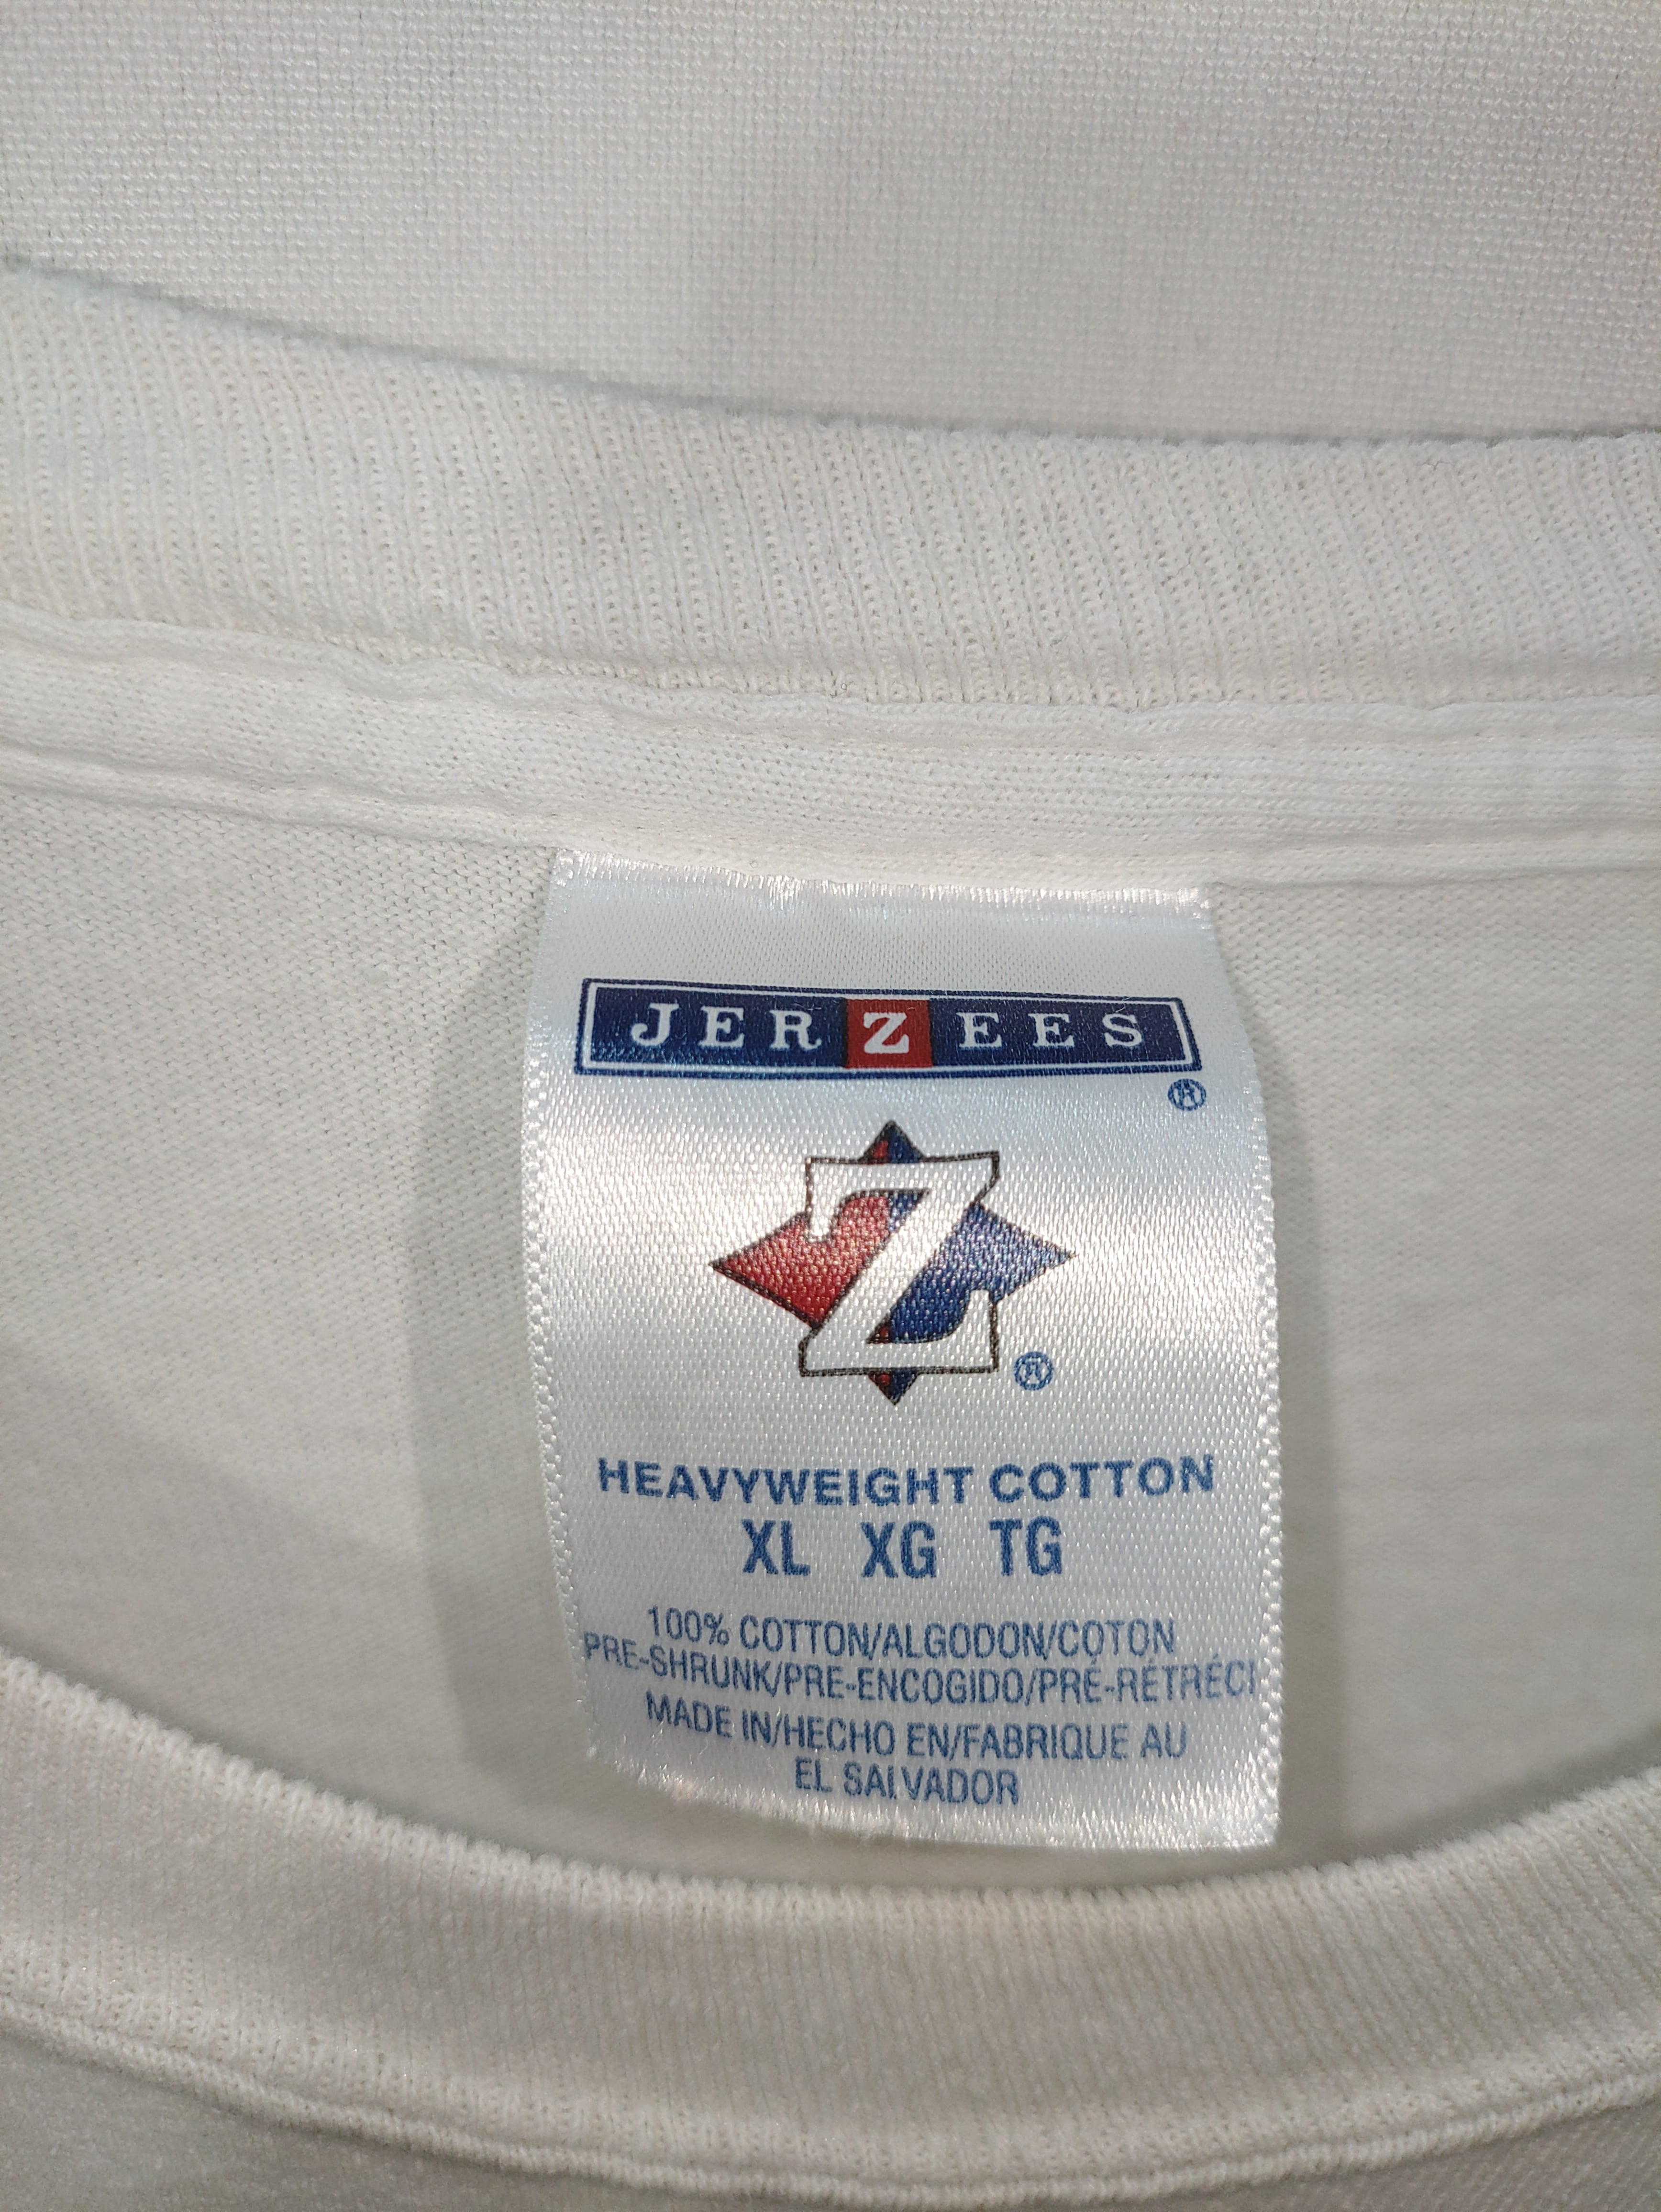 JERZEES
®
Z
®
HEAVYWEIGHT COTTON
XL XG TG
100% COTTON/ALGODON/COTON
PRE-SHRUNK/PRE-ENCOGIDO/PRÉ-RÉTRÉCI
MADE IN/HECHO EN/FABRIQUE AU
EL SALVADOR